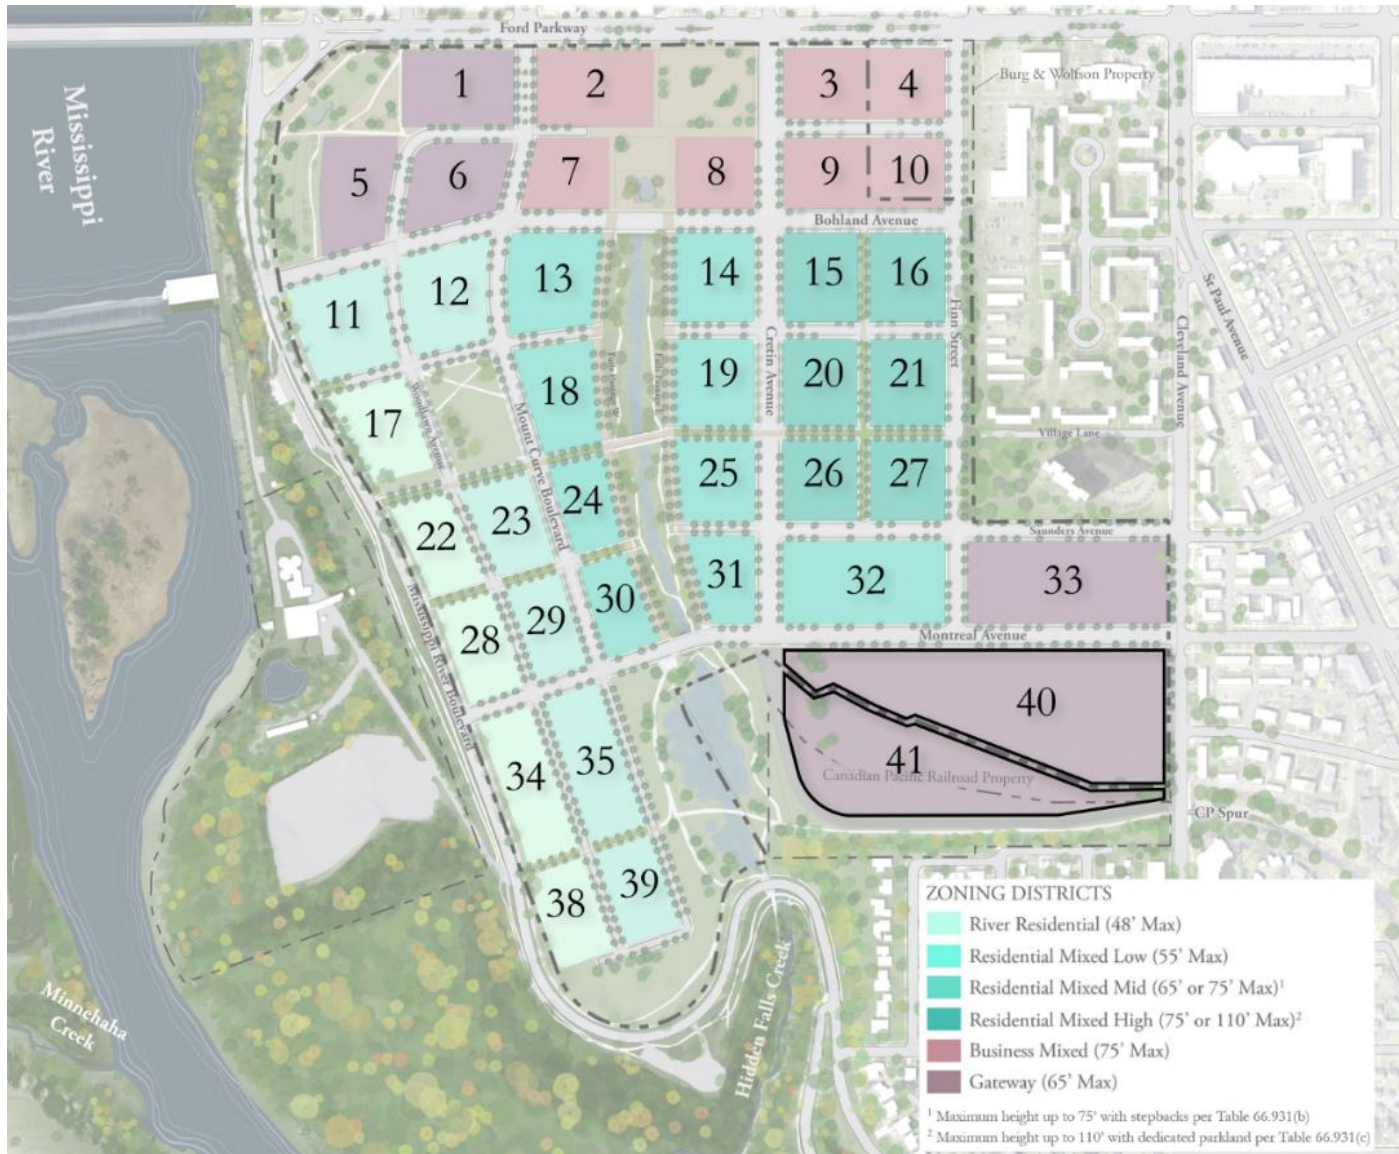 Ford Parkway
Mississippi
River
Burg & Wolfson Property
1
2
3
4
5
6
7
8
9
10
Bohland Avenue
11
12
13
14
15
16
Finn Street
Cretin Avenue
St Paul Avenue
Cleveland Avenue
17
18
19
20
21
Woodlawn Avenue
Mount Curve Boulevard
Village Lane
22
23
24
25
26
27
Saunders Avenue
28
29
30
31
32
33
Mississippi River Boulevard
Montreal Avenue
34
35
40
41
Canadian Pacific Railroad Property
CP Spur
38
39
Hidden Falls Creek
Minnehaha
Creek
ZONING DISTRICTS
River Residential (48' Max)
Residential Mixed Low (55' Max)
Residential Mixed Mid (65' or 75' Max)¹
Residential Mixed High (75' or 110' Max)²
Business Mixed (75' Max)
Gateway (65' Max)
¹ Maximum height up to 75' with stepbacks per Table 66.931(b)
² Maximum height up to 110' with dedicated parkland per Table 66.931(c)